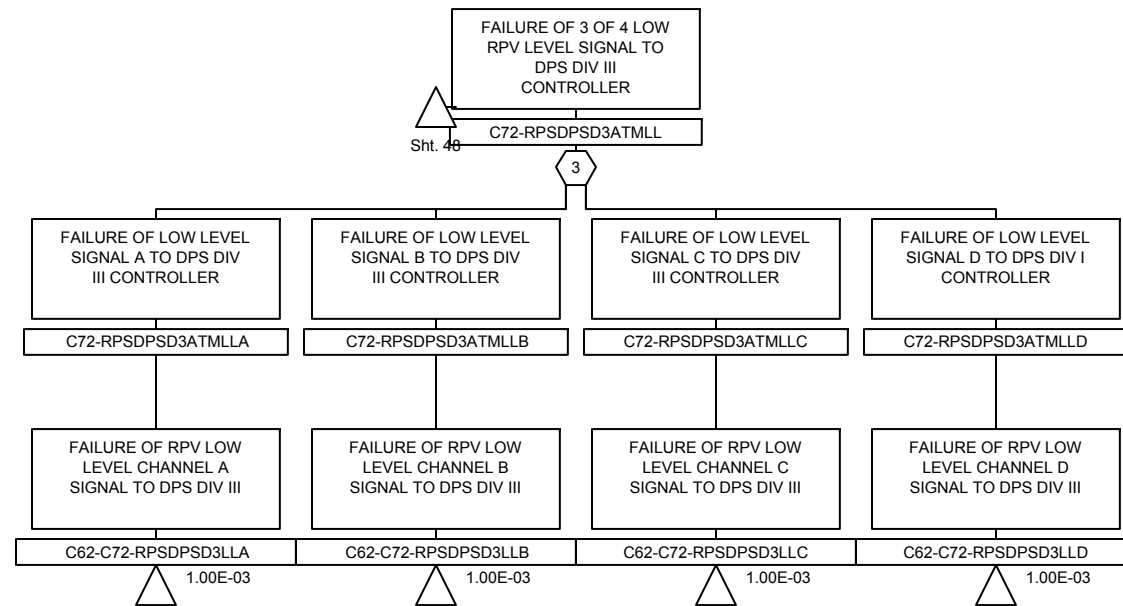 FAILURE OF 3 OF 4 LOW
RPV LEVEL SIGNAL TO
DPS DIV III
CONTROLLER
C72-RPSDPSD3ATMLL
Sht. 48
3
FAILURE OF LOW LEVEL
SIGNAL A TO DPS DIV
III CONTROLLER
C72-RPSDPSD3ATMLLA
FAILURE OF LOW LEVEL
SIGNAL B TO DPS DIV
III CONTROLLER
C72-RPSDPSD3ATMLLB
FAILURE OF LOW LEVEL
SIGNAL C TO DPS DIV
III CONTROLLER
C72-RPSDPSD3ATMLLC
FAILURE OF LOW LEVEL
SIGNAL D TO DPS DIV I
CONTROLLER
C72-RPSDPSD3ATMLLD
FAILURE OF RPV LOW
LEVEL CHANNEL A
SIGNAL TO DPS DIV III
C62-C72-RPSDPSD3LLA
1.00E-03
FAILURE OF RPV LOW
LEVEL CHANNEL B
SIGNAL TO DPS DIV III
C62-C72-RPSDPSD3LLB
1.00E-03
FAILURE OF RPV LOW
LEVEL CHANNEL C
SIGNAL TO DPS DIV III
C62-C72-RPSDPSD3LLC
1.00E-03
FAILURE OF RPV LOW
LEVEL CHANNEL D
SIGNAL TO DPS DIV III
C62-C72-RPSDPSD3LLD
1.00E-03